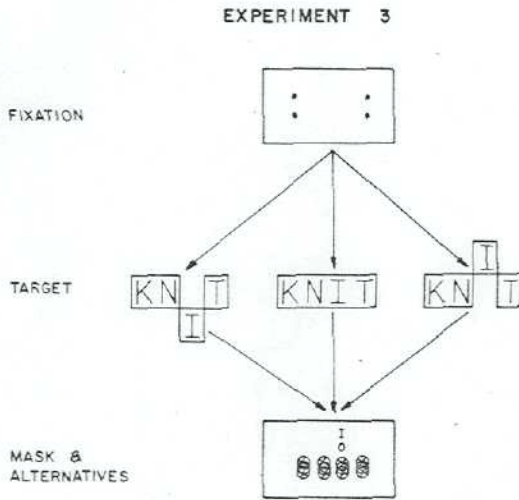 EXPERIMENT 3
FIXATION
I
TARGET
KN T
KNIT
KN T
I
MASK &
ALTERNATIVES
I
O